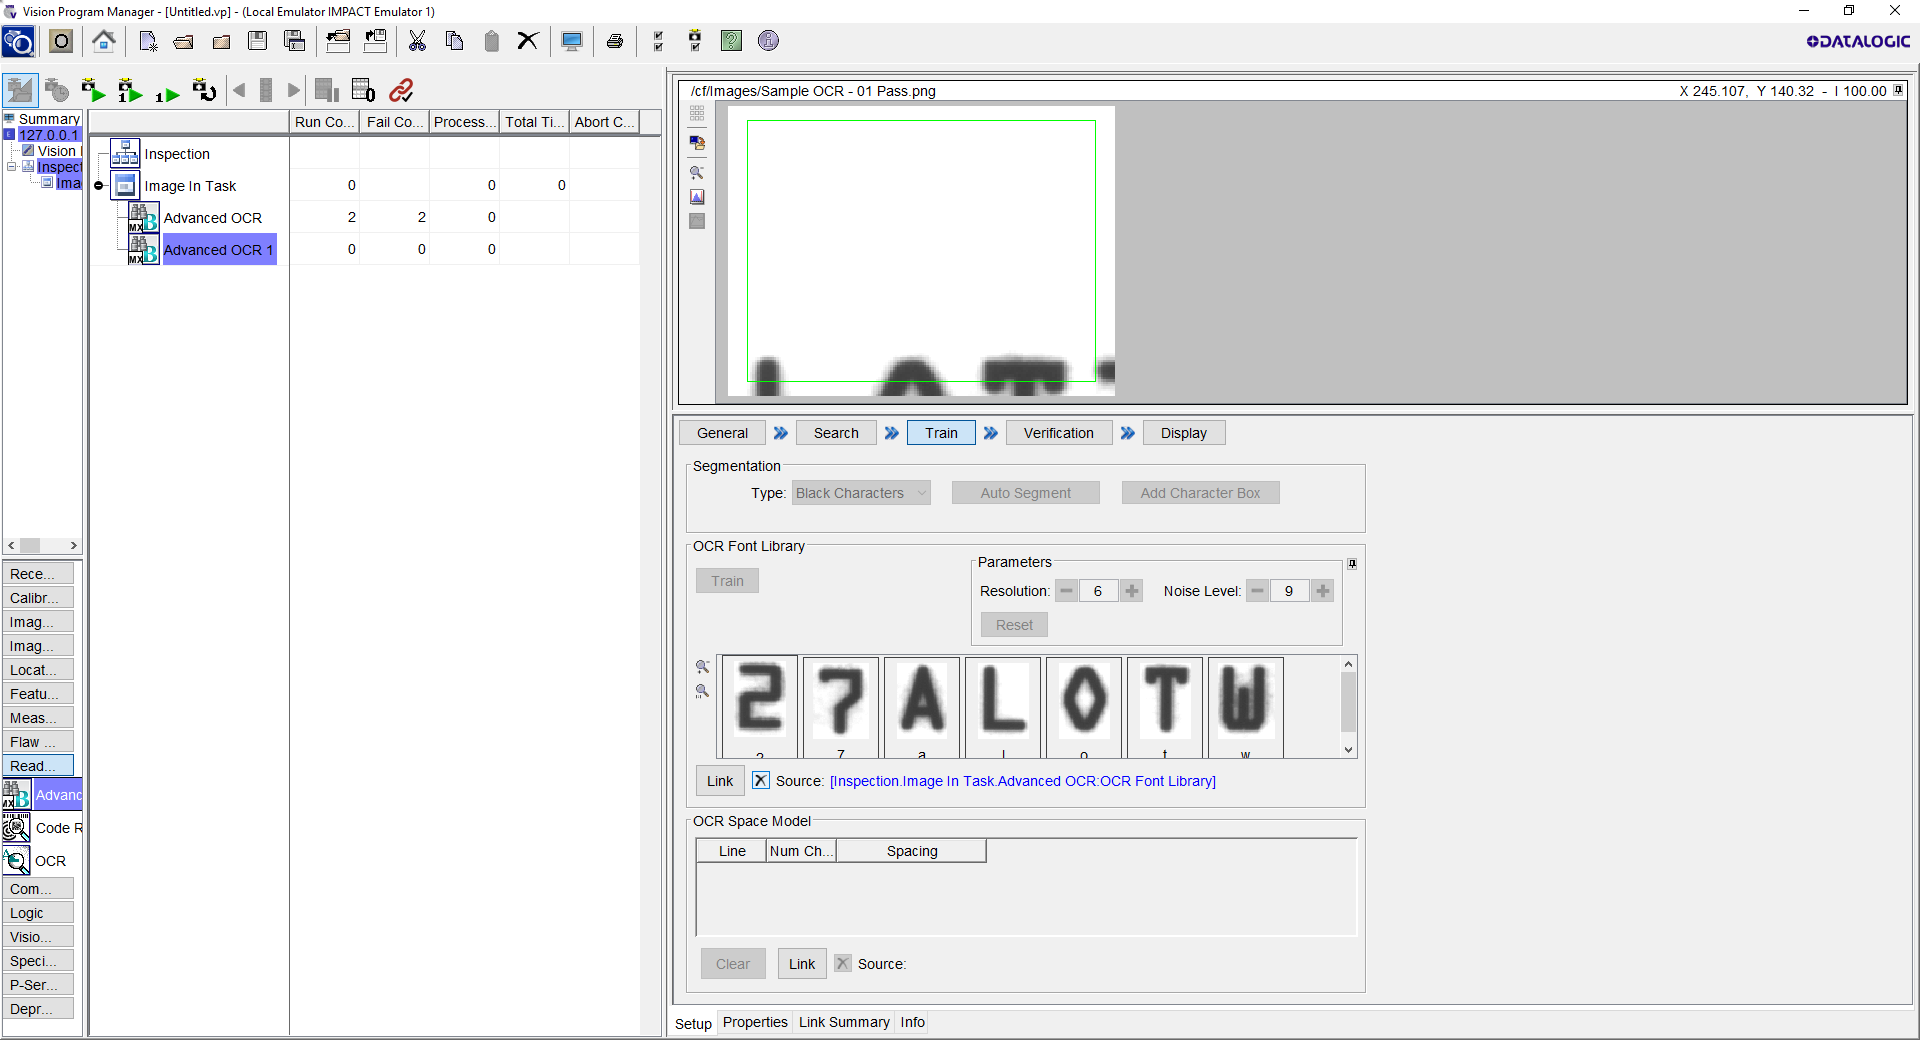 Vision Program Manager - [Untitled.vp] - (Local Emulator IMPACT Emulator 1)
DATALOGIC
Summary
127.0.0.1
Vision
Inspect
Ima
Run Co... Fail Co... Process... Total Ti... Abort C...
Inspection
Image In Task 0 0 0
Advanced OCR 2 2 0
Advanced OCR 1 0 0 0
Rece...
Calibr...
Imag...
Imag...
Locat...
Featu...
Meas...
Flaw ...
Read...
Advanc
Code R
OCR
Com...
Logic
Visio...
Speci...
P-Ser...
Depr...
/cf/Images/Sample OCR - 01 Pass.png
X 245.107, Y 140.32 - I 100.00
General Search Train Verification Display
Segmentation
Type: Black Characters Auto Segment Add Character Box
OCR Font Library
Train
Parameters
Resolution: 6 Noise Level: 9
Reset
2 7 A L O T W
2 7 a l o t w
Link Source: [Inspection.Image In Task.Advanced OCR:OCR Font Library]
OCR Space Model
Line Num Ch... Spacing
Clear Link Source:
Setup Properties Link Summary Info